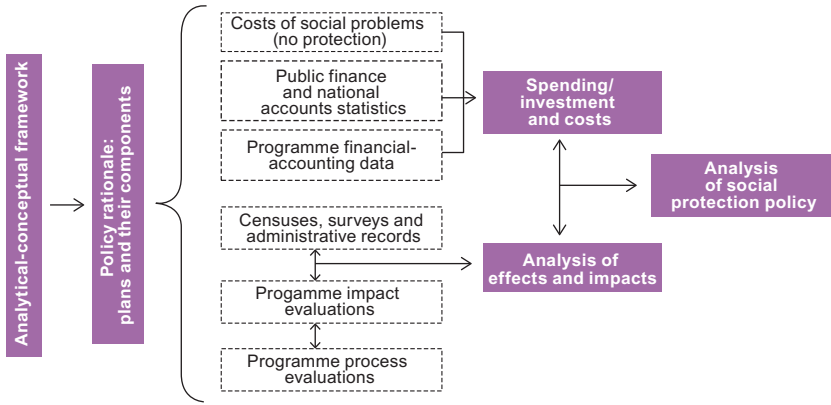 Analytical-conceptual framework
Policy rationale:
plans and their components
Costs of social problems
(no protection)
Public finance
and national
accounts statistics
Programme financial-
accounting data
Censuses, surveys and
administrative records
Progamme impact
evaluations
Programme process
evaluations
Spending/
investment
and costs
Analysis of
effects and impacts
Analysis
of social
protection policy